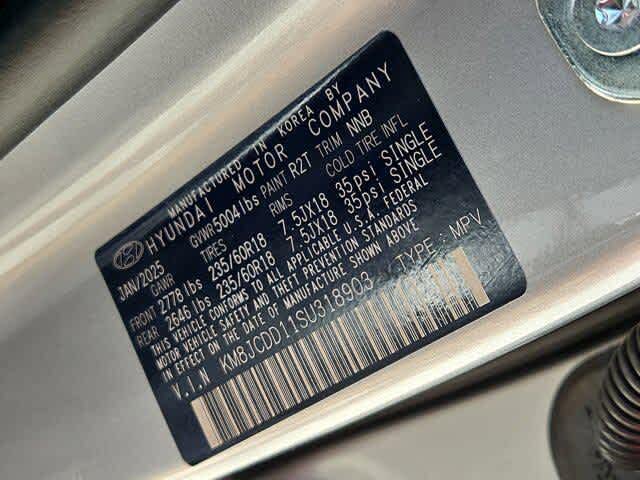 MANUFACTURED IN KOREA BY
HYUNDAI MOTOR COMPANY
JAN/2025 GVWR 5004 lbs PAINT R2T TRIM NNB
GAWR TIRES RIMS COLD TIRE INFL
FRONT 2778 lbs 235/60R18 7.5JX18 35psi SINGLE
REAR 2646 lbs 235/60R18 7.5JX18 35psi SINGLE
THIS VEHICLE CONFORMS TO ALL APPLICABLE U.S.A. FEDERAL
MOTOR VEHICLE SAFETY AND THEFT PREVENTION STANDARDS
IN EFFECT ON THE DATE OF MANUFACTURE SHOWN ABOVE
V.I.N KM8JCDD11SU318903 TYPE: MPV